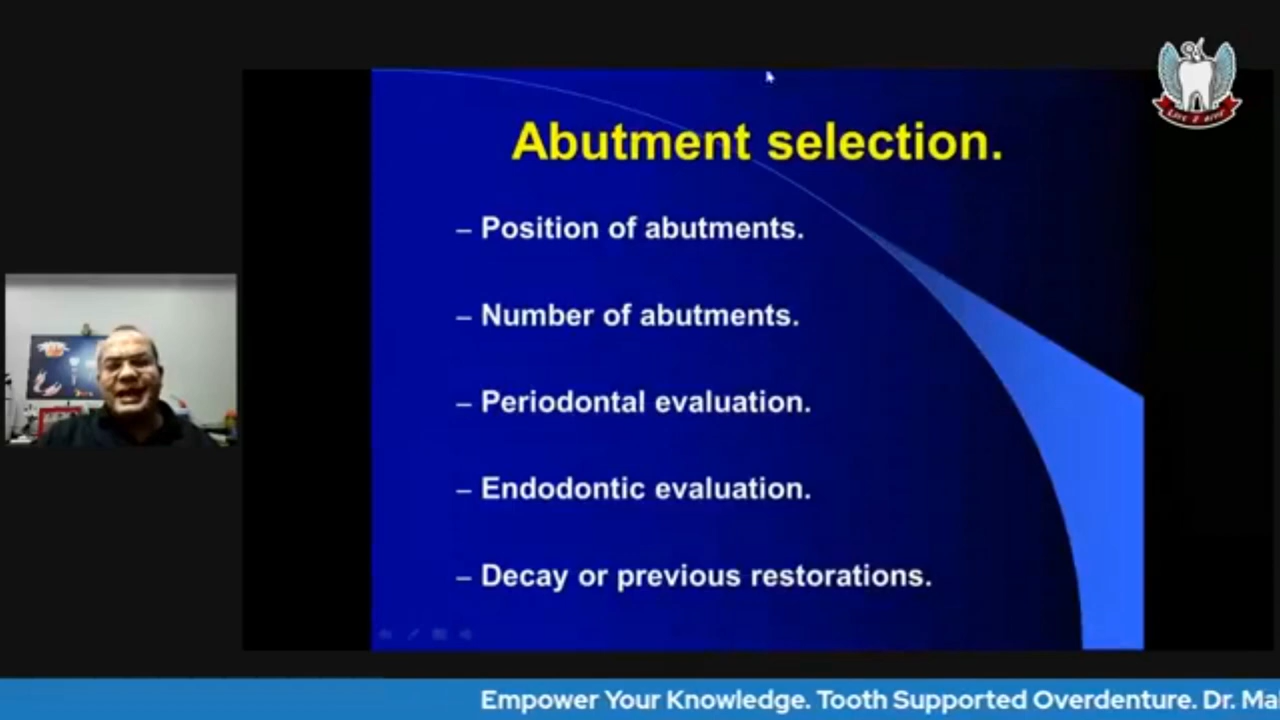 Abutment selection.
– Position of abutments.
– Number of abutments.
– Periodontal evaluation.
– Endodontic evaluation.
– Decay or previous restorations.
Empower Your Knowledge. Tooth Supported Overdenture. Dr. Ma